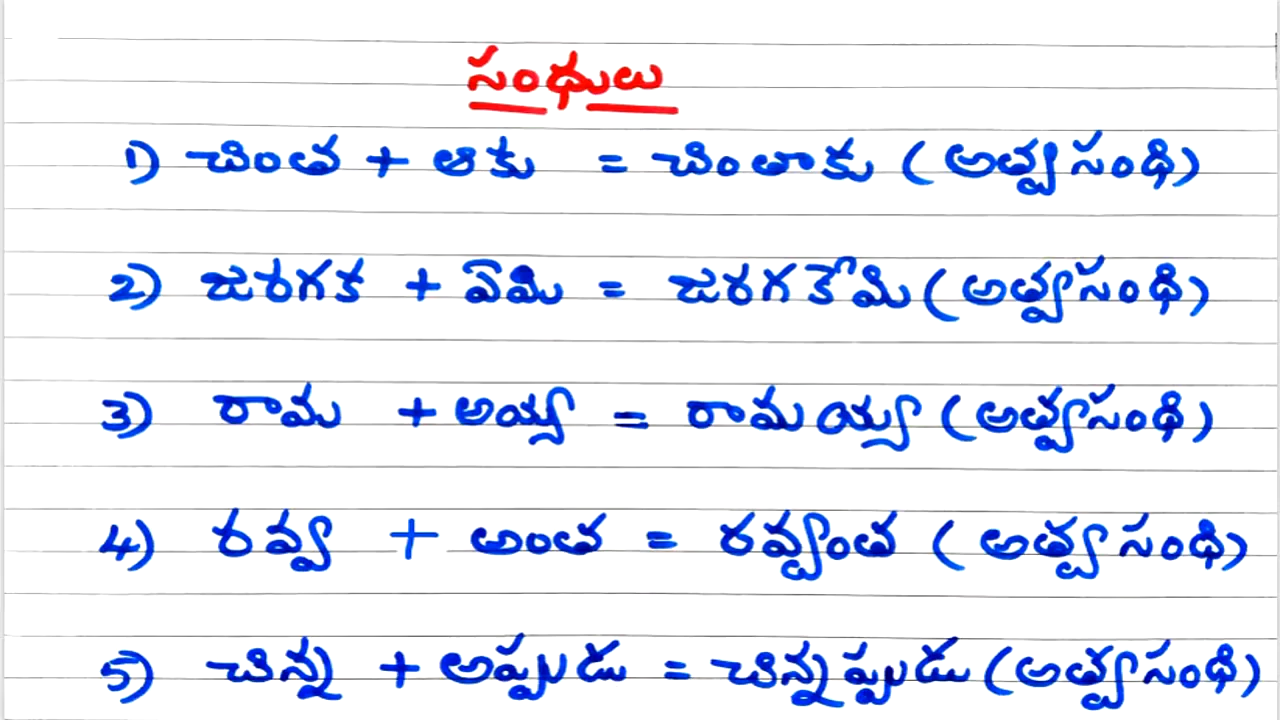 సంధులు
1) చింత + ఆకు = చింతాకు (అత్వసంధి)
2) జరగక + ఏమి = జరగకేమి (అత్వసంధి)
3) రామ + అయ్య = రామయ్య (అత్వసంధి)
4) రవ్వ + అంత = రవ్వంత (అత్వసంధి)
5) చిన్న + అప్పుడు = చిన్నప్పుడు (అత్వసంధి)